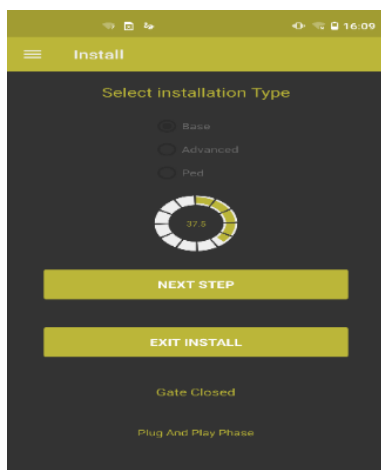 16:09
Install
Select installation Type
Base
Advanced
Ped
37.5
NEXT STEP
EXIT INSTALL
Gate Closed
Plug And Play Phase